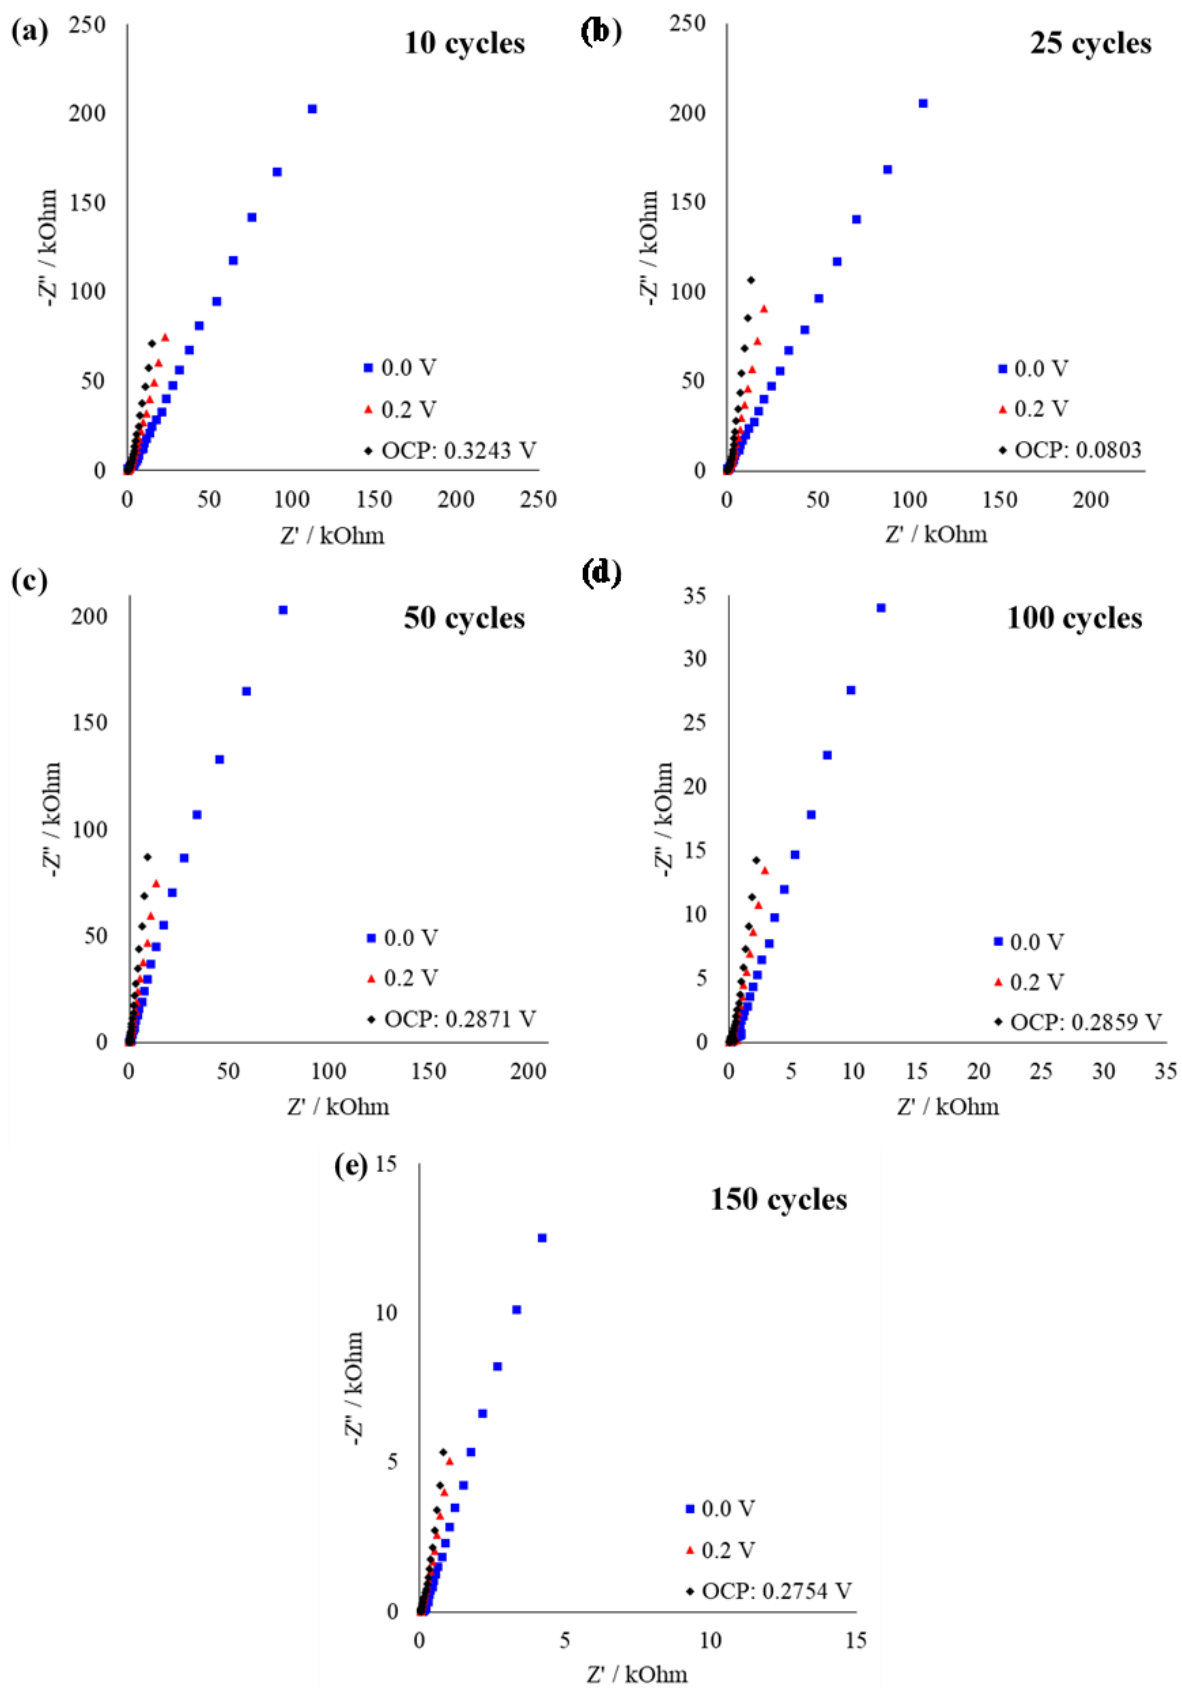 (a)
10 cycles
250
200
150
100
50
0
-Z'' / kOhm
0.0 V
0.2 V
OCP: 0.3243 V
0 50 100 150 200 250
Z' / kOhm
(b)
25 cycles
250
200
150
100
50
0
-Z'' / kOhm
0.0 V
0.2 V
OCP: 0.0803
0 50 100 150 200
Z' / kOhm
(c)
50 cycles
200
150
100
50
0
-Z'' / kOhm
0.0 V
0.2 V
OCP: 0.2871 V
0 50 100 150 200
Z' / kOhm
(d)
100 cycles
35
30
25
20
15
10
5
0
-Z'' / kOhm
0.0 V
0.2 V
OCP: 0.2859 V
0 5 10 15 20 25 30 35
Z' / kOhm
(e)
150 cycles
15
10
5
0
-Z'' / kOhm
0.0 V
0.2 V
OCP: 0.2754 V
0 5 10 15
Z' / kOhm